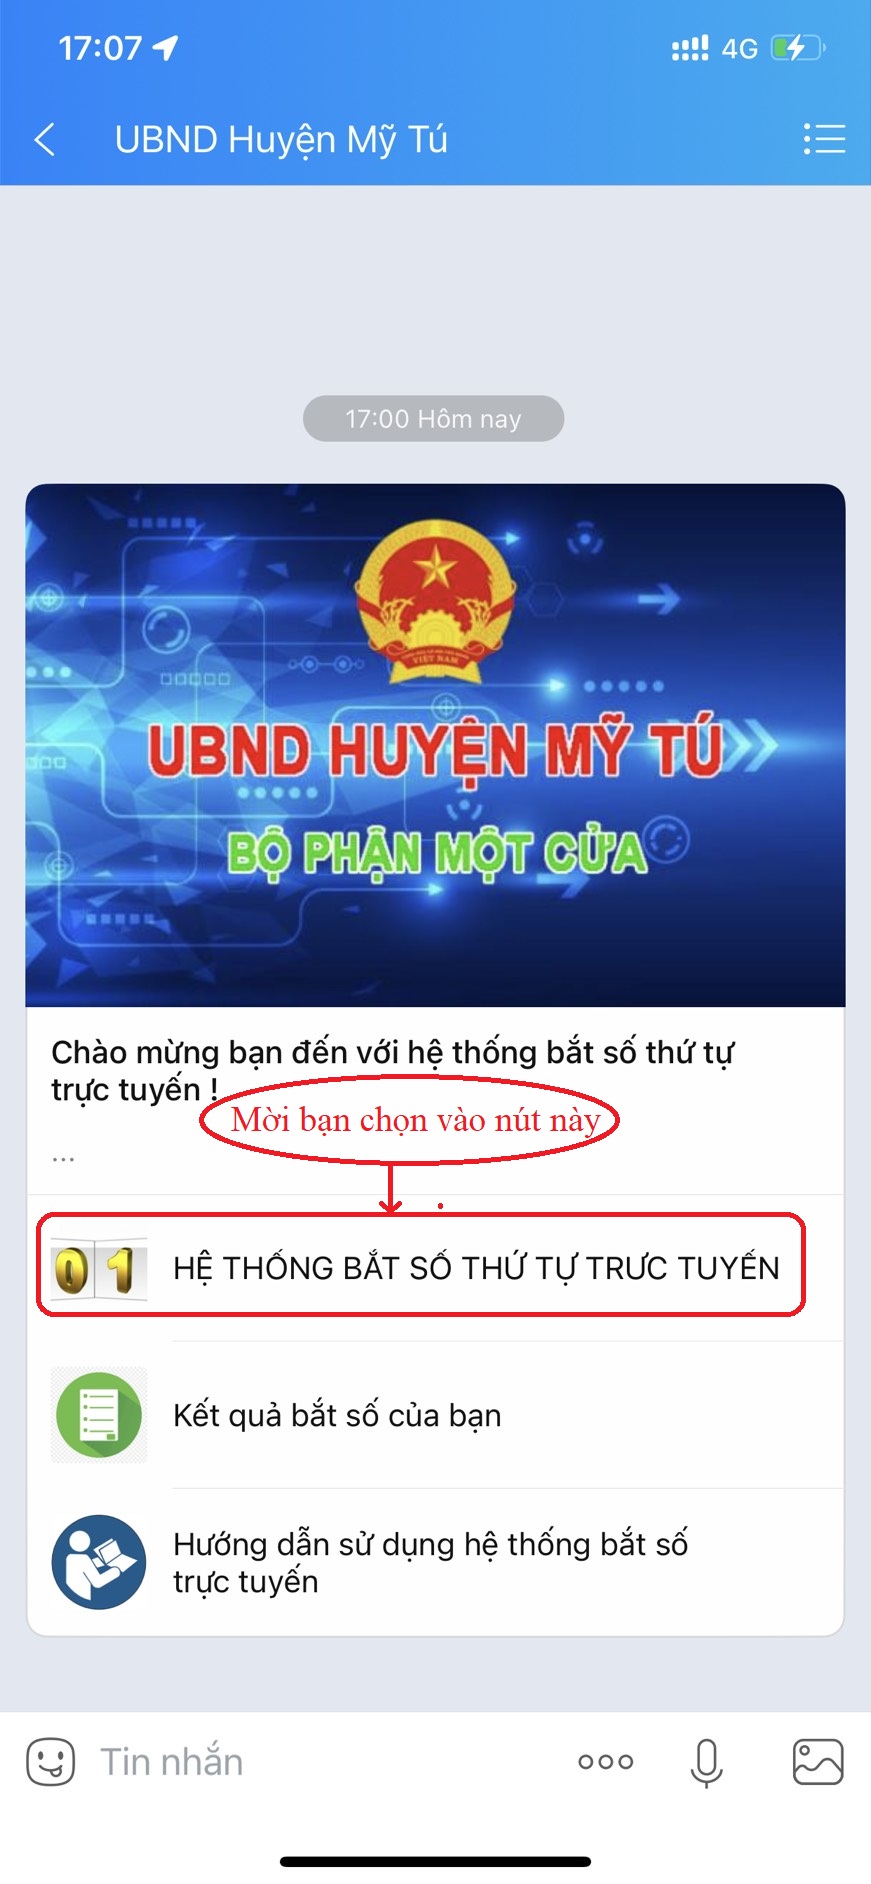 17:07
4G
UBND Huyện Mỹ Tú
17:00 Hôm nay
VIỆT NAM
UBND HUYỆN MỸ TÚ
BỘ PHẬN MỘT CỬA
Chào mừng bạn đến với hệ thống bắt số thứ tự
trực tuyến !
Mời bạn chọn vào nút này
...
01
HỆ THỐNG BẮT SỐ THỨ TỰ TRƯC TUYẾN
Kết quả bắt số của bạn
Hướng dẫn sử dụng hệ thống bắt số
trực tuyến
Tin nhắn